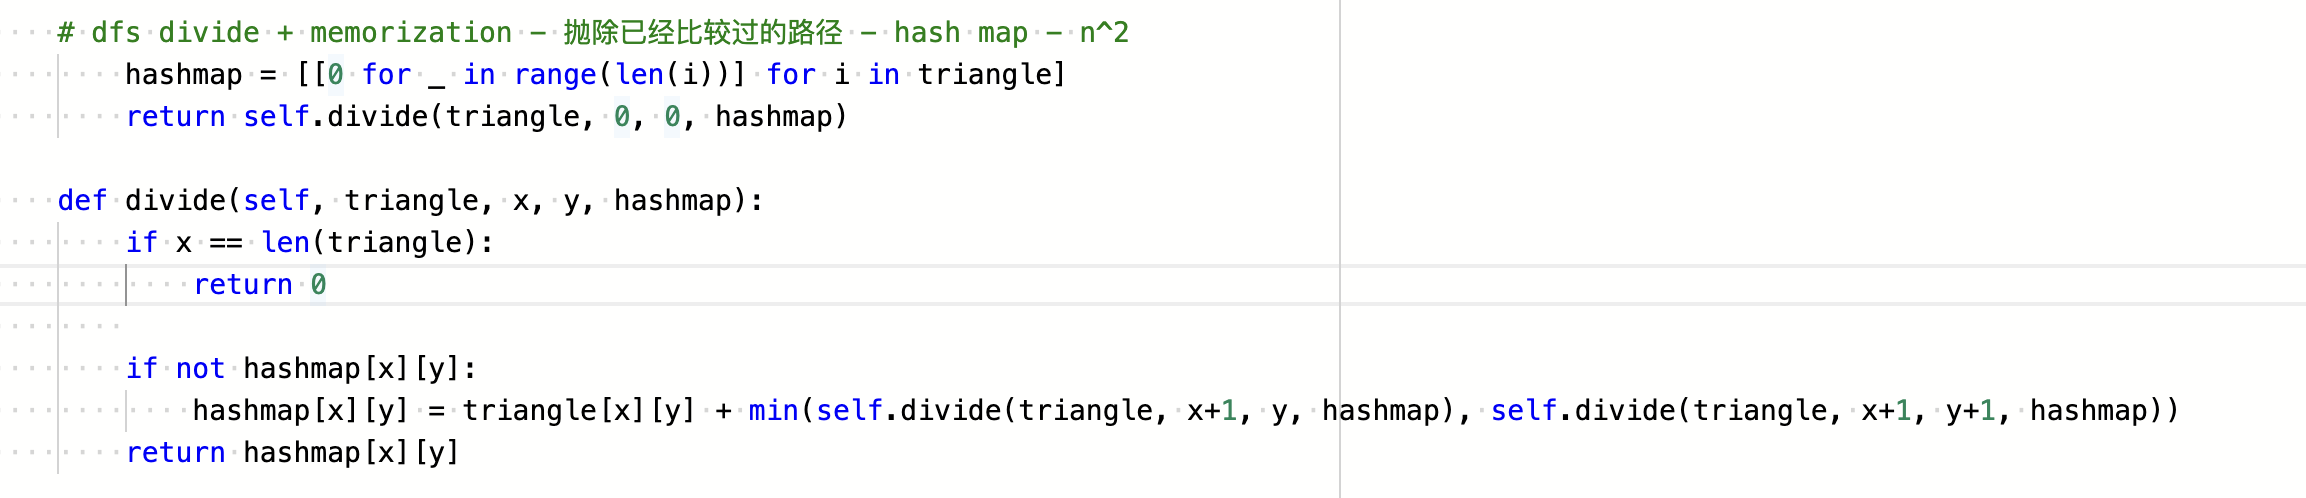 # dfs divide + memorization - 抛除已经比较过的路径 - hash map - n^2
hashmap = [[0 for _ in range(len(i))] for i in triangle]
return self.divide(triangle, 0, 0, hashmap)
def divide(self, triangle, x, y, hashmap):
if x == len(triangle):
return 0
if not hashmap[x][y]:
hashmap[x][y] = triangle[x][y] + min(self.divide(triangle, x+1, y, hashmap), self.divide(triangle, x+1, y+1, hashmap))
return hashmap[x][y]